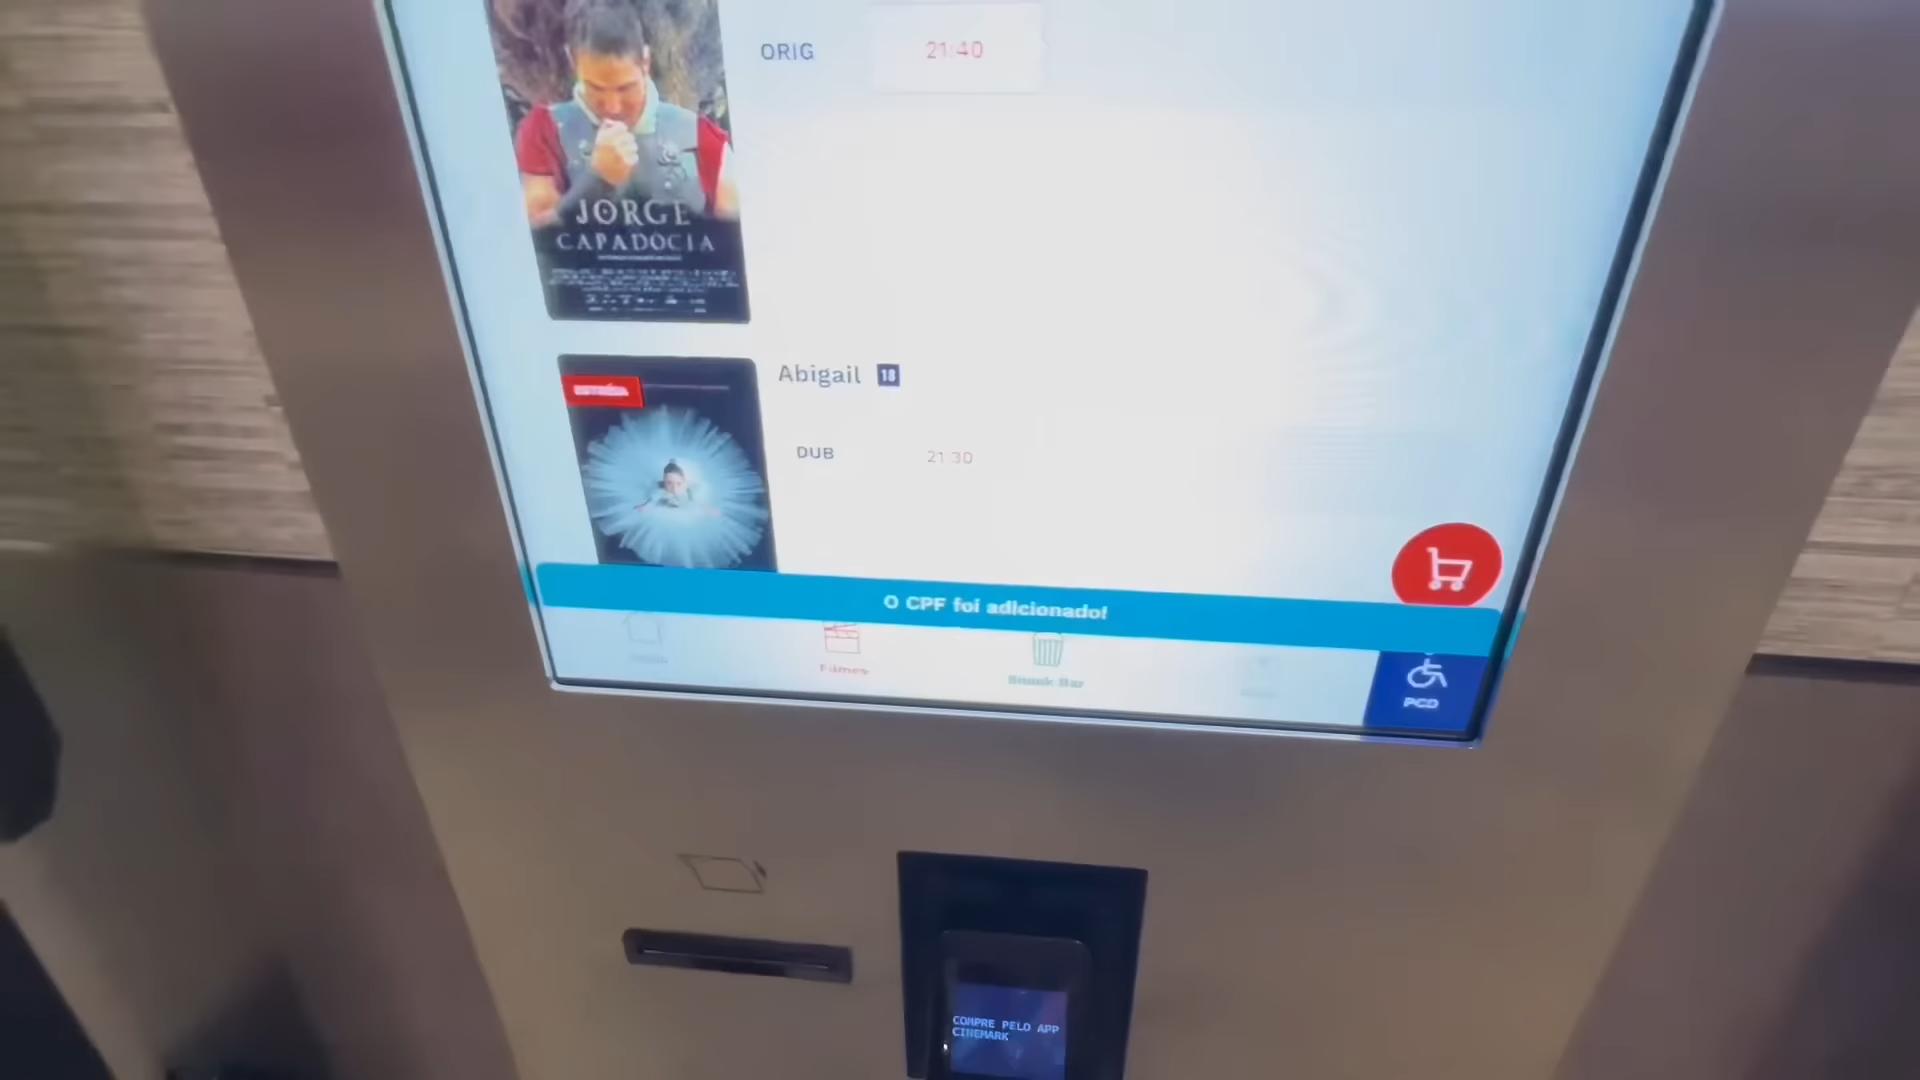 ORIG 21:40
JORGE
CAPADOCIA
Abigail 18
DUB 21:30
O CPF foi adicionado!
Filmes
Snack Bar
PCD
COMPRE PELO APP
CINEMARK